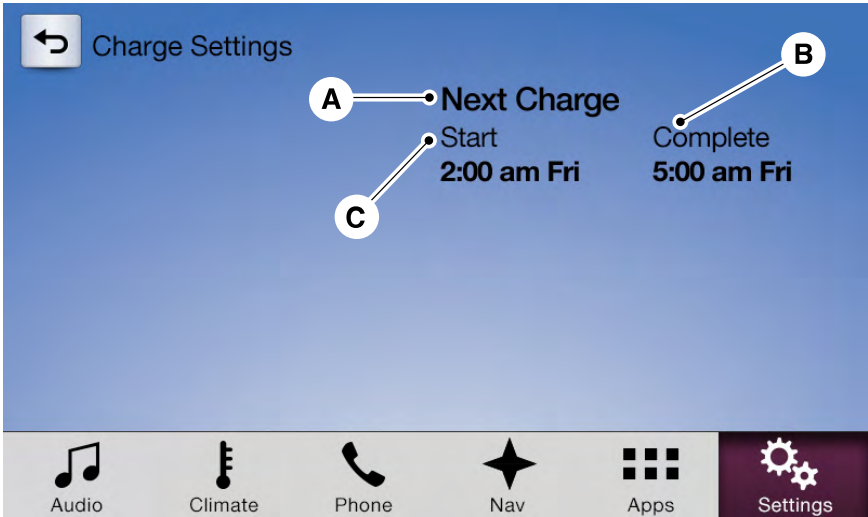 Charge Settings
B
A
Next Charge
Start Complete
2:00 am Fri 5:00 am Fri
C
Audio Climate Phone Nav Apps Settings